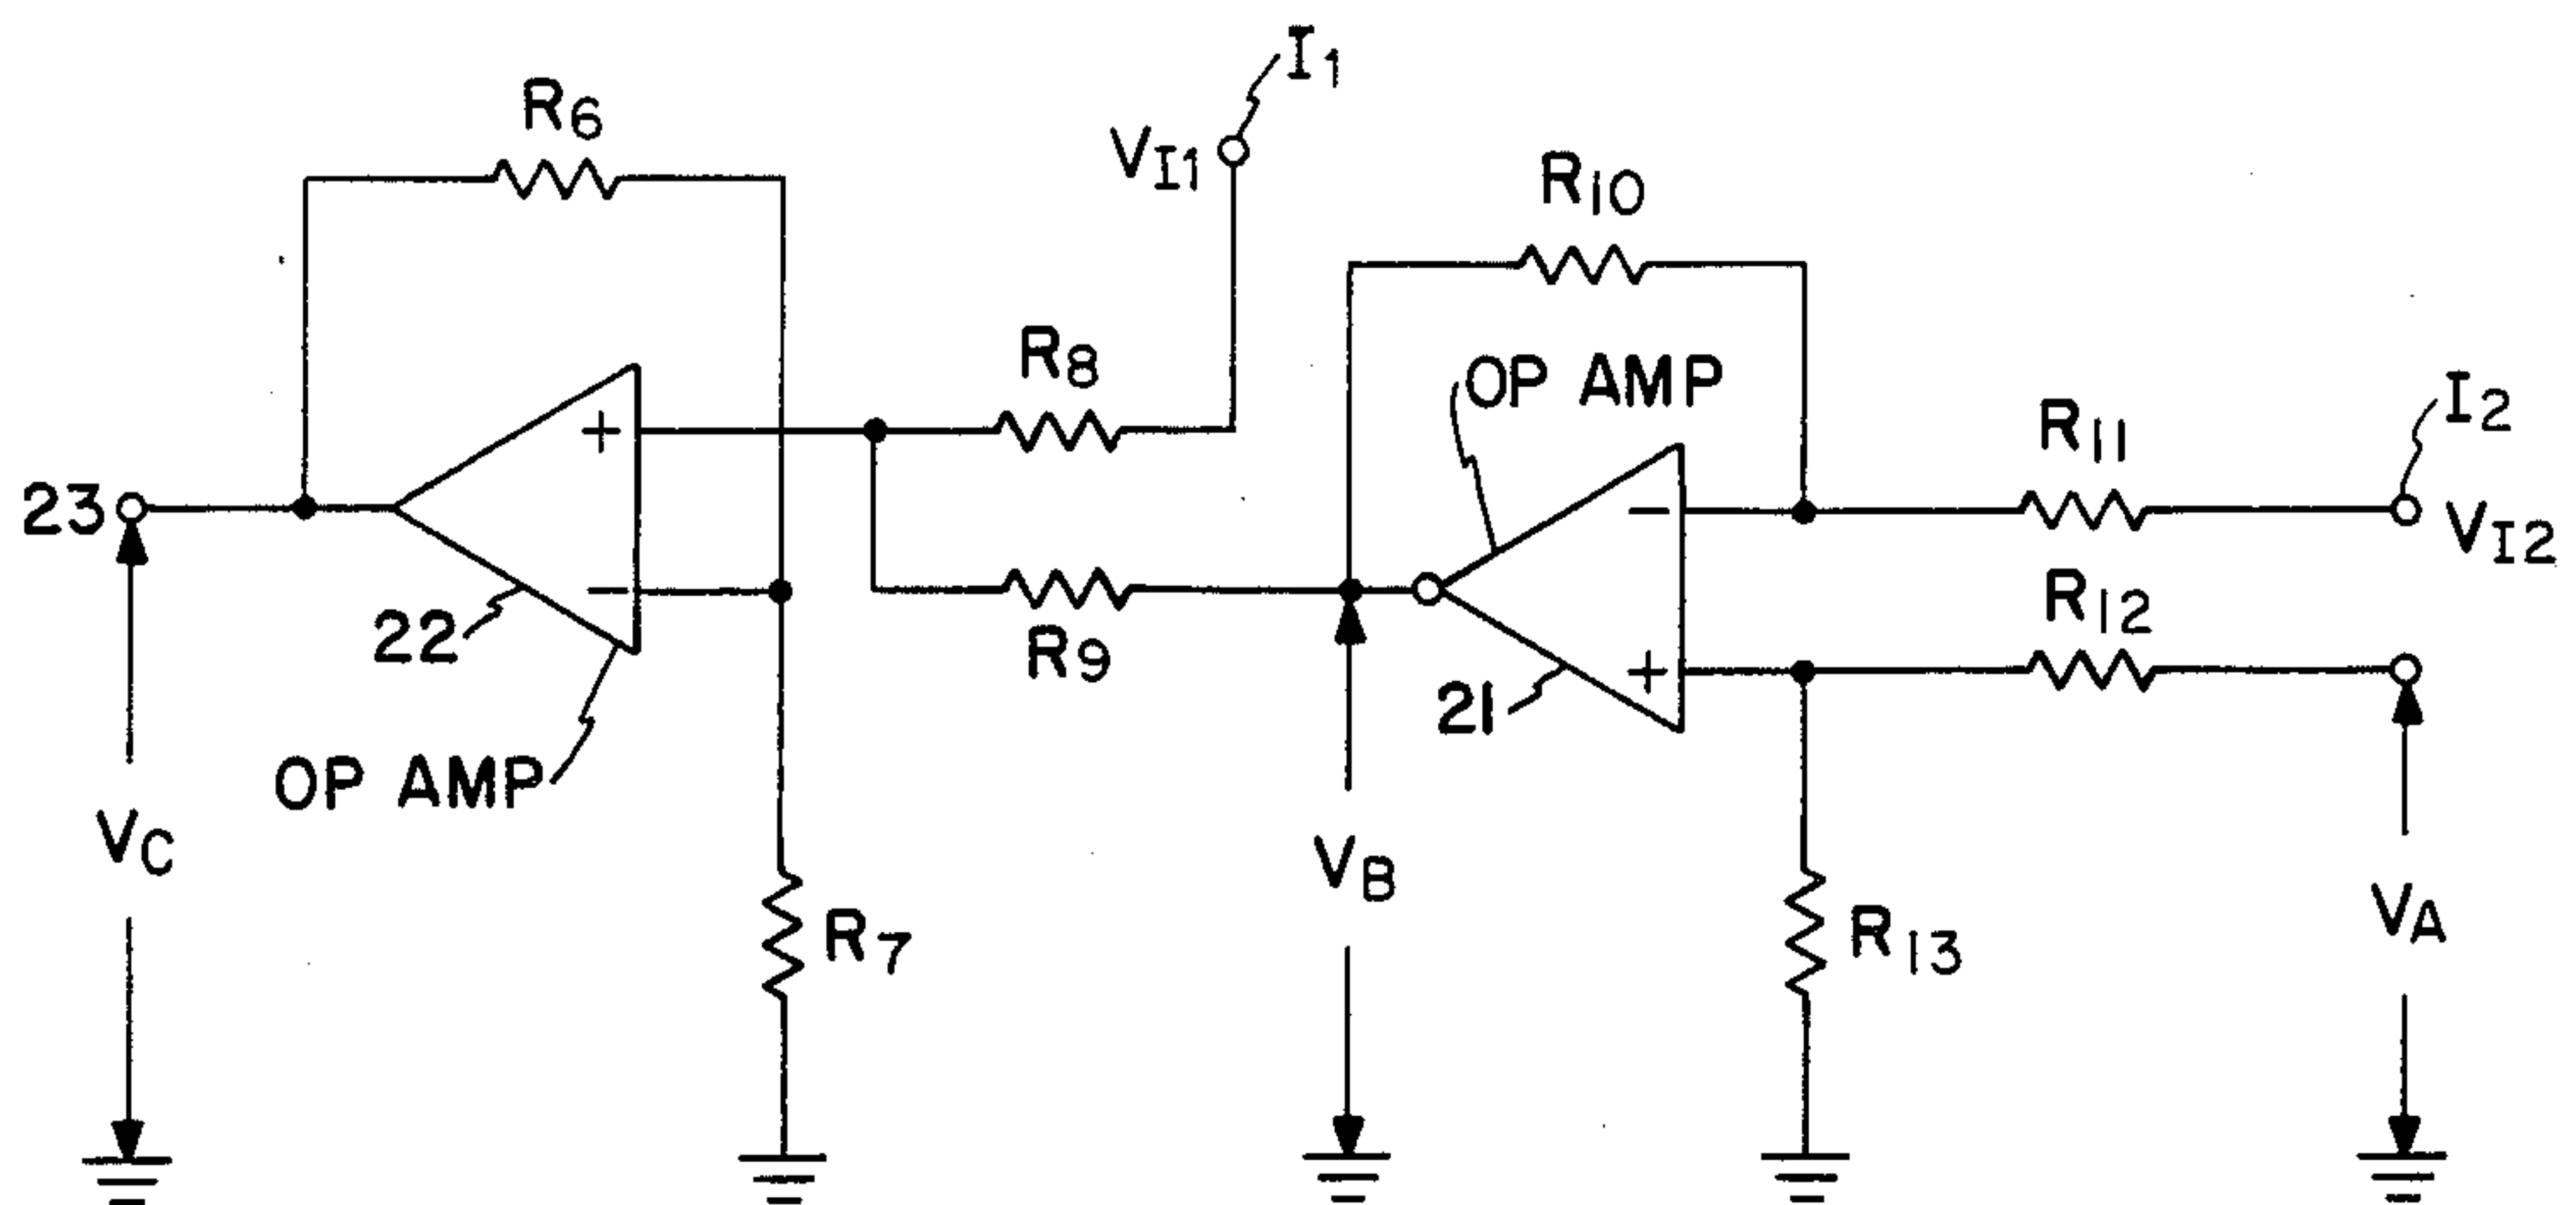 I1
R6
VI1
R10
R8
OP AMP
R11
I2
+
−
23
VI2
−
R12
22
R9
+
21
OP AMP
VC
VB
R7
R13
VA